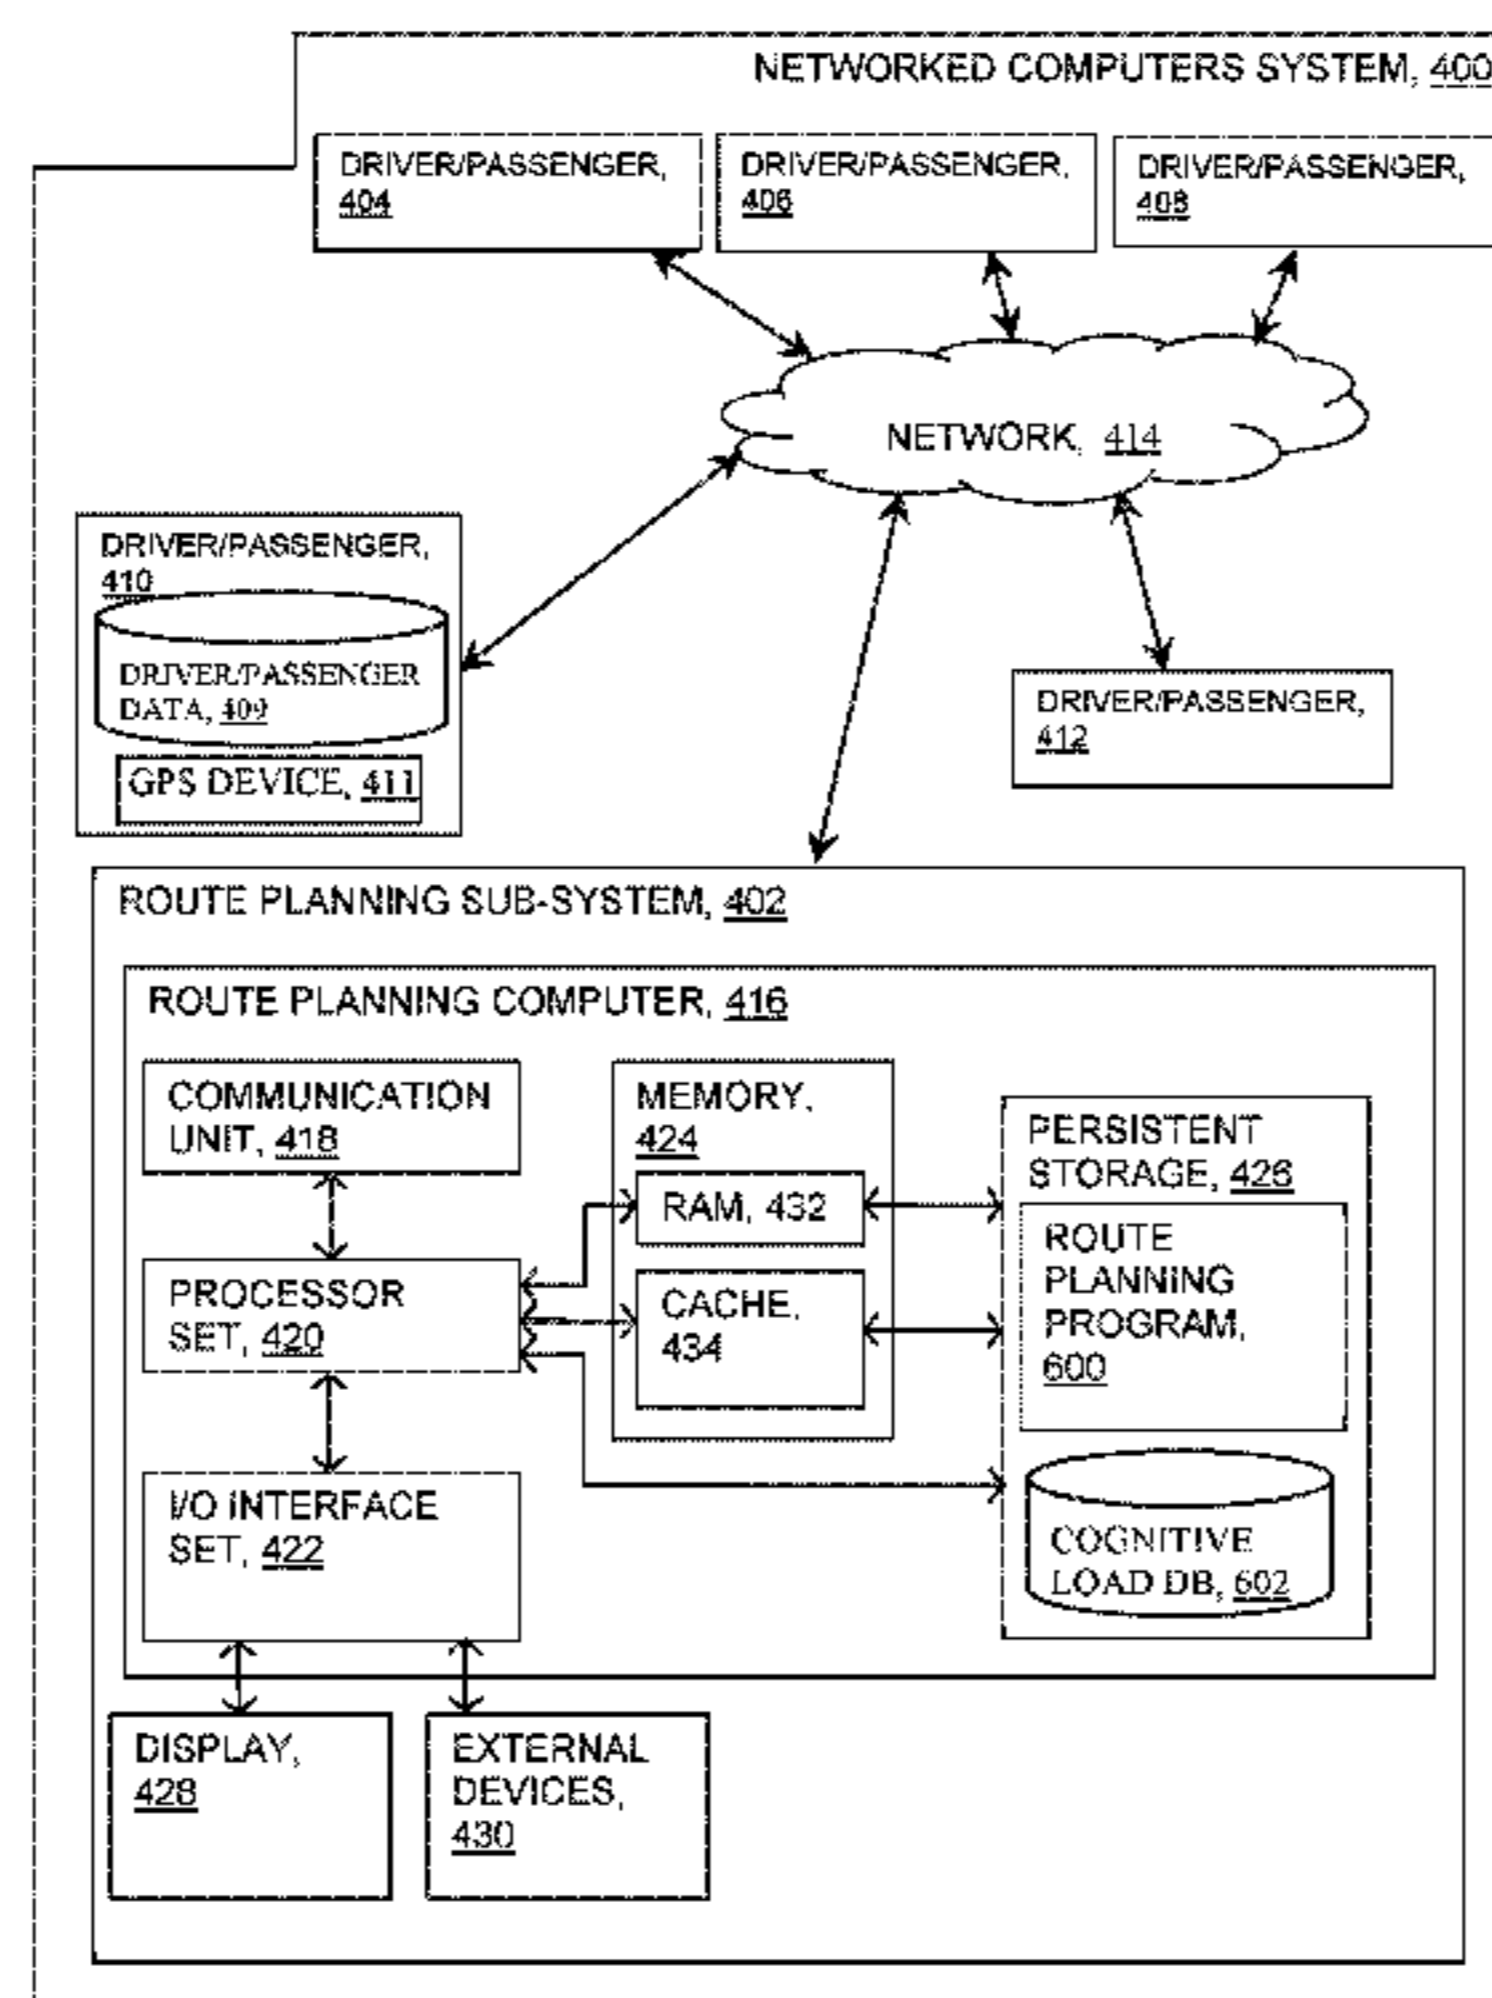 NETWORKED COMPUTERS SYSTEM, 400
DRIVER/PASSENGER,
404
DRIVER/PASSENGER,
406
DRIVER/PASSENGER,
408
NETWORK, 414
DRIVER/PASSENGER,
410
DRIVER/PASSENGER
DATA, 409
GPS DEVICE, 411
DRIVER/PASSENGER,
412
ROUTE PLANNING SUB-SYSTEM, 402
ROUTE PLANNING COMPUTER, 416
COMMUNICATION
UNIT, 418
PROCESSOR
SET, 420
I/O INTERFACE
SET, 422
MEMORY,
424
RAM, 432
CACHE,
434
PERSISTENT
STORAGE, 426
ROUTE
PLANNING
PROGRAM,
600
COGNITIVE
LOAD DB, 602
DISPLAY,
428
EXTERNAL
DEVICES,
430